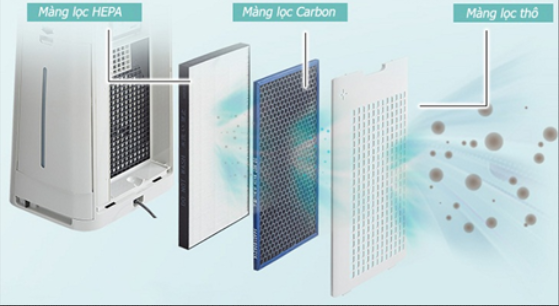 Màng lọc HEPA
Màng lọc Carbon
Màng lọc thô